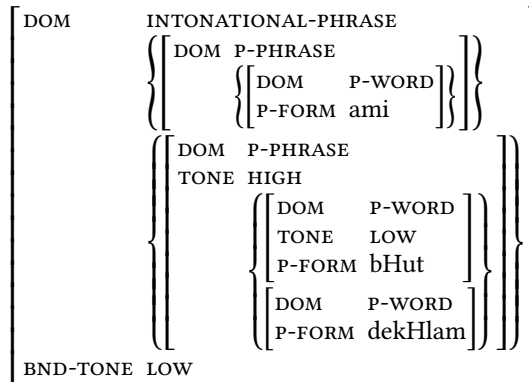 DOM INTONATIONAL-PHRASE
DOM P-PHRASE
DOM P-WORD
P-FORM ami
DOM P-PHRASE
TONE HIGH
DOM P-WORD
TONE LOW
P-FORM bHut
DOM P-WORD
P-FORM dekHlam
BND-TONE LOW